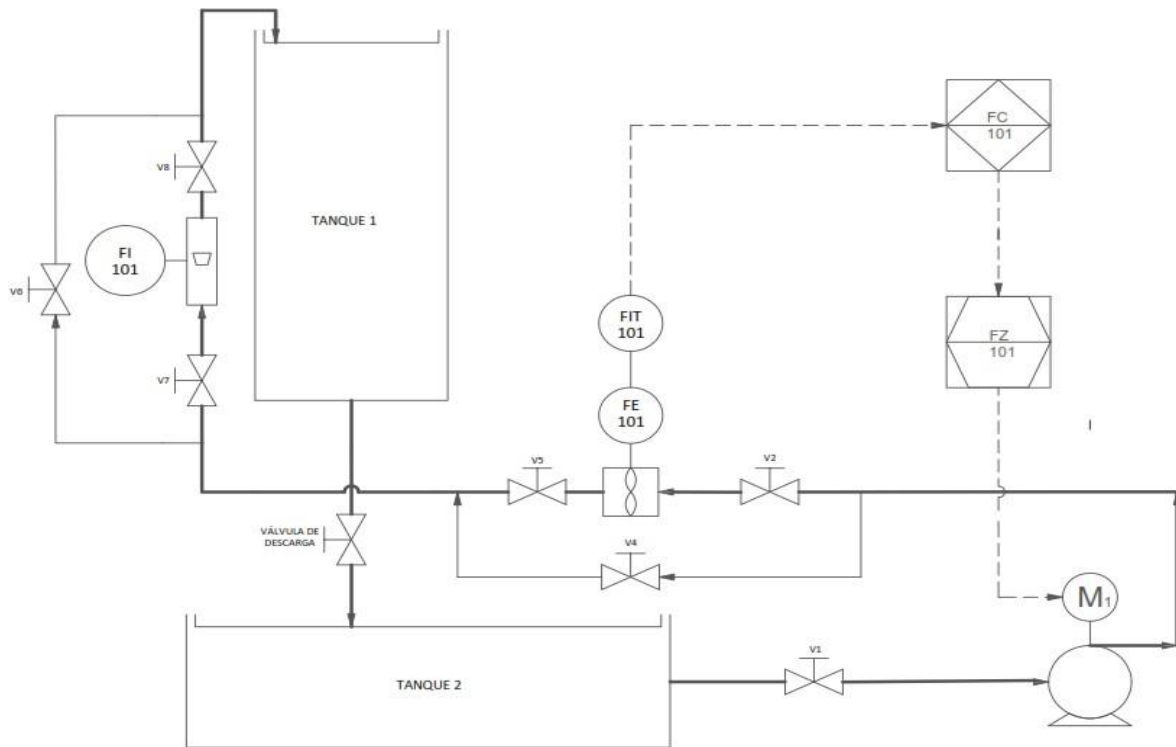 FC
101
V8
TANQUE 1
FI
101
V6
FIT
101
FZ
101
V7
FE
101
V5
V2
VÁLVULA DE
DESCARGA
V4
M1
V1
TANQUE 2